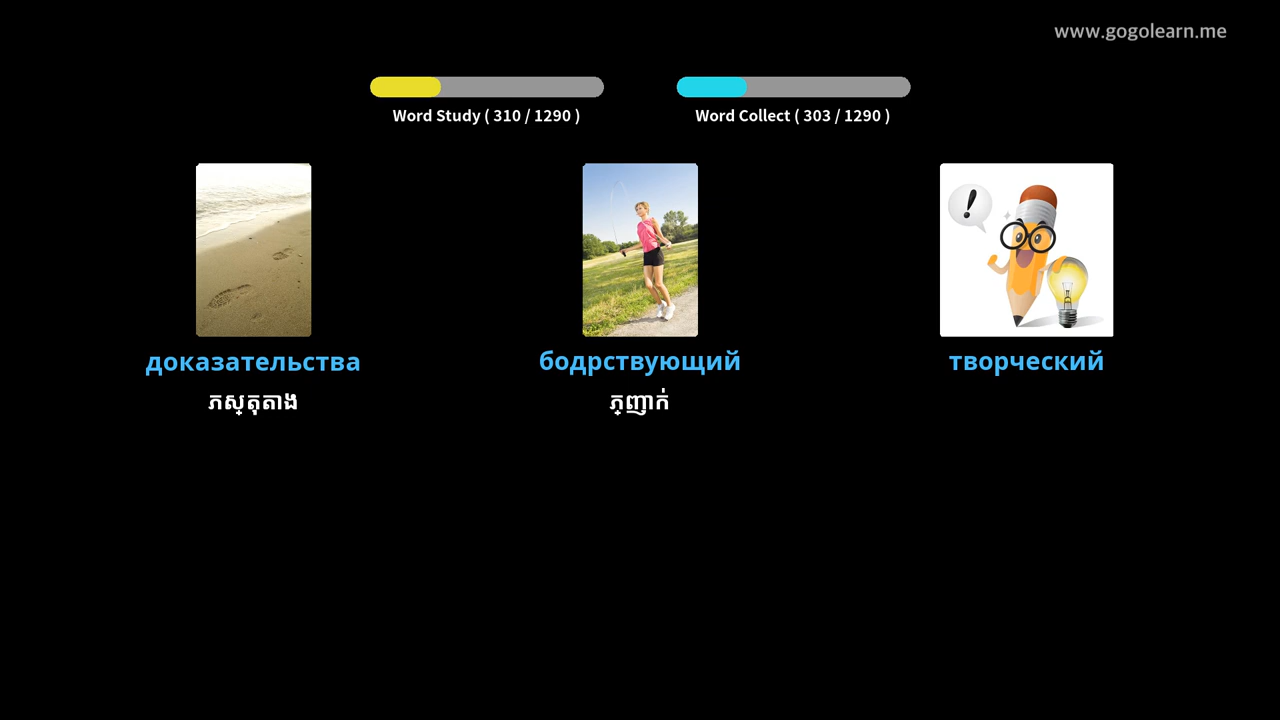 www.gogolearn.me
Word Study ( 310 / 1290 )
Word Collect ( 303 / 1290 )
доказательства
бодрствующий
творческий
ភស្តុតាង
ភ្ញាក់